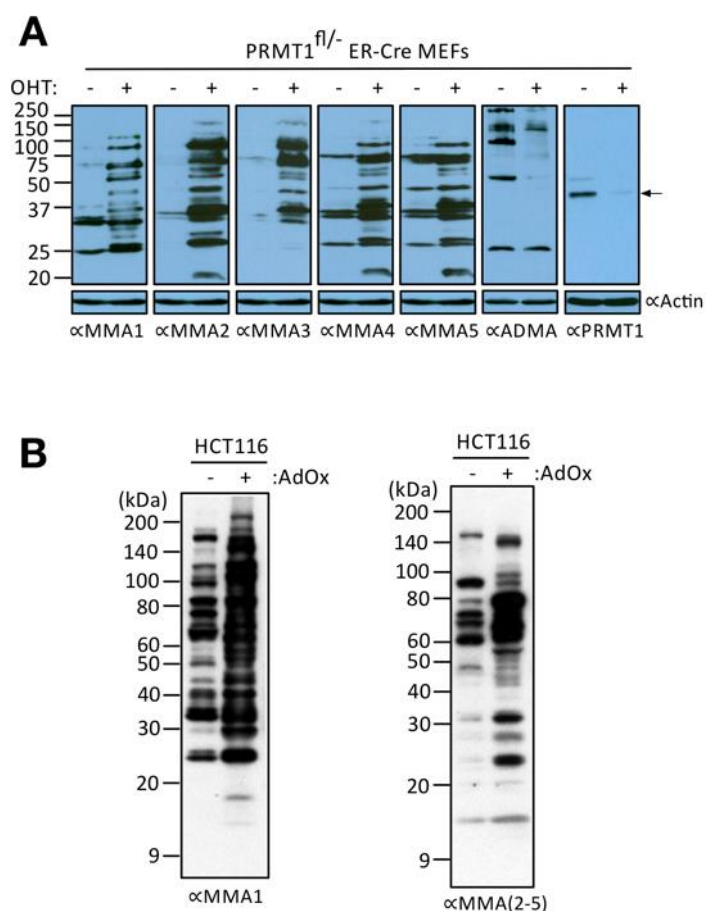 A
PRMT1fl/- ER-Cre MEFs
OHT: - + - + - + - + - + - + - +
250
150
100
75
50
37
25
20
∝Actin
∝MMA1 ∝MMA2 ∝MMA3 ∝MMA4 ∝MMA5 ∝ADMA ∝PRMT1
B
HCT116
- + :AdOx
(kDa)
200
140
100
80
60
50
40
30
20
9
∝MMA1
HCT116
- + :AdOx
(kDa)
200
140
100
80
60
50
40
30
20
9
∝MMA(2-5)